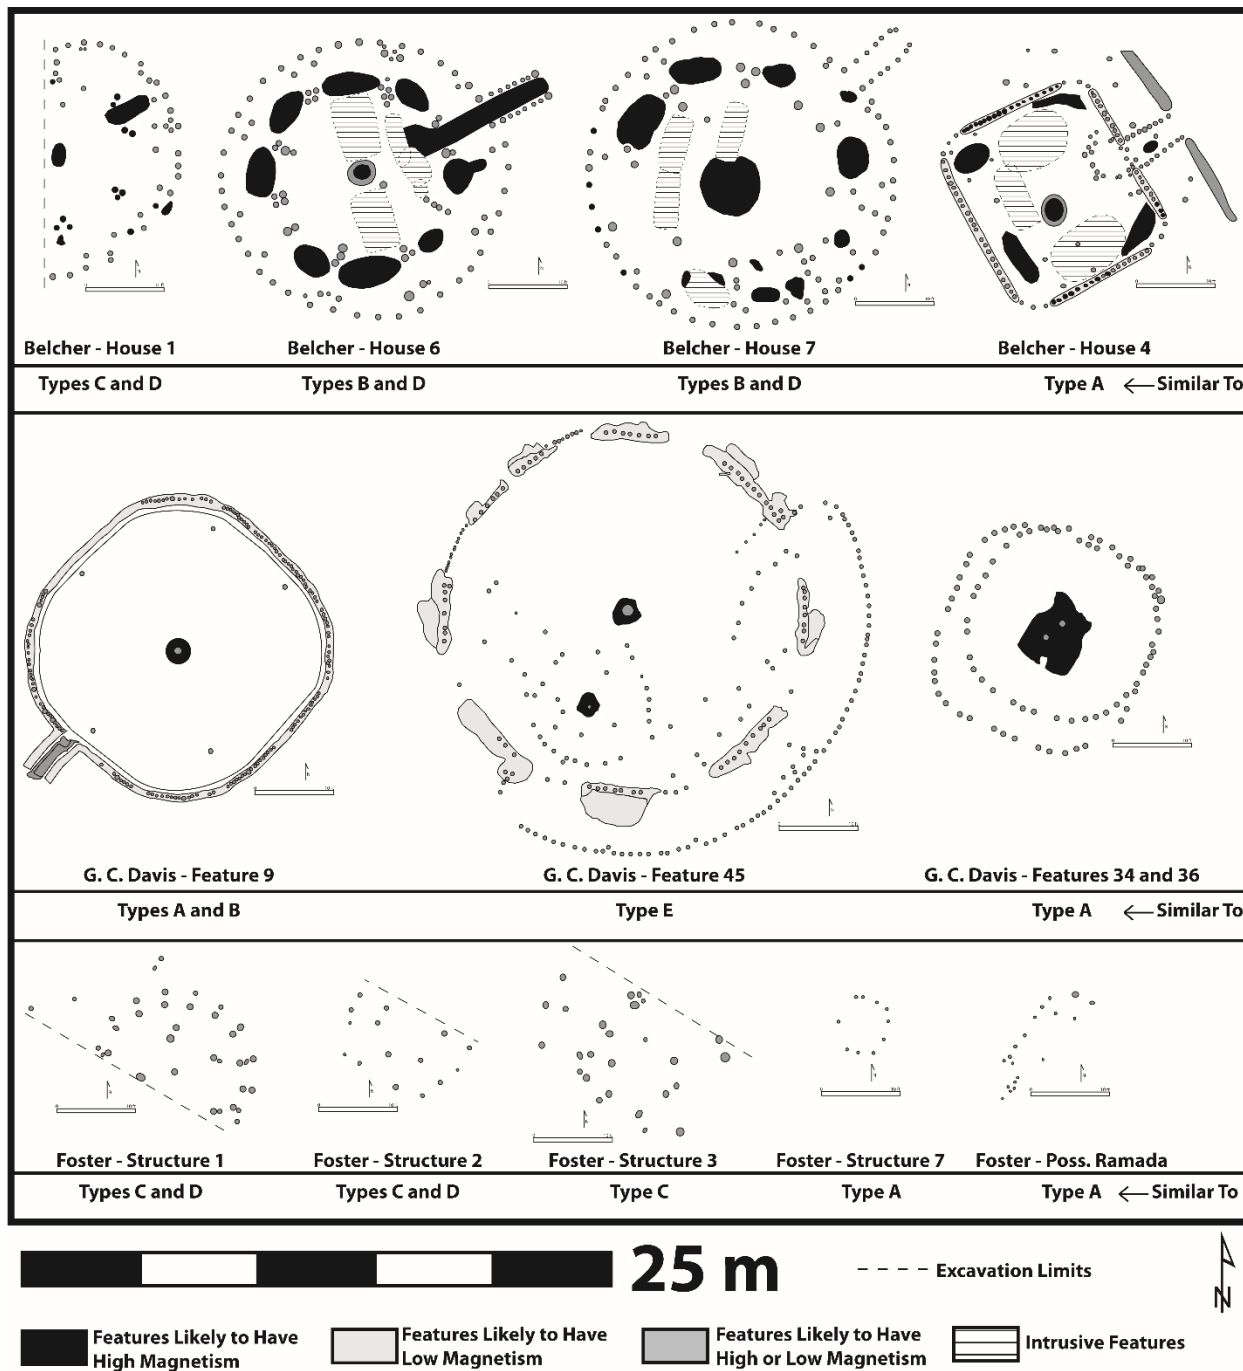 Belcher - House 1
Belcher - House 6
Belcher - House 7
Belcher - House 4
Types C and D
Types B and D
Types B and D
Type A ← Similar To
G. C. Davis - Feature 9
G. C. Davis - Feature 45
G. C. Davis - Features 34 and 36
Types A and B
Type E
Type A ← Similar To
Foster - Structure 1
Foster - Structure 2
Foster - Structure 3
Foster - Structure 7
Foster - Poss. Ramada
Types C and D
Types C and D
Type C
Type A
Type A ← Similar To
25 m
Excavation Limits
N
Features Likely to Have
High Magnetism
Features Likely to Have
Low Magnetism
Features Likely to Have
High or Low Magnetism
Intrusive Features